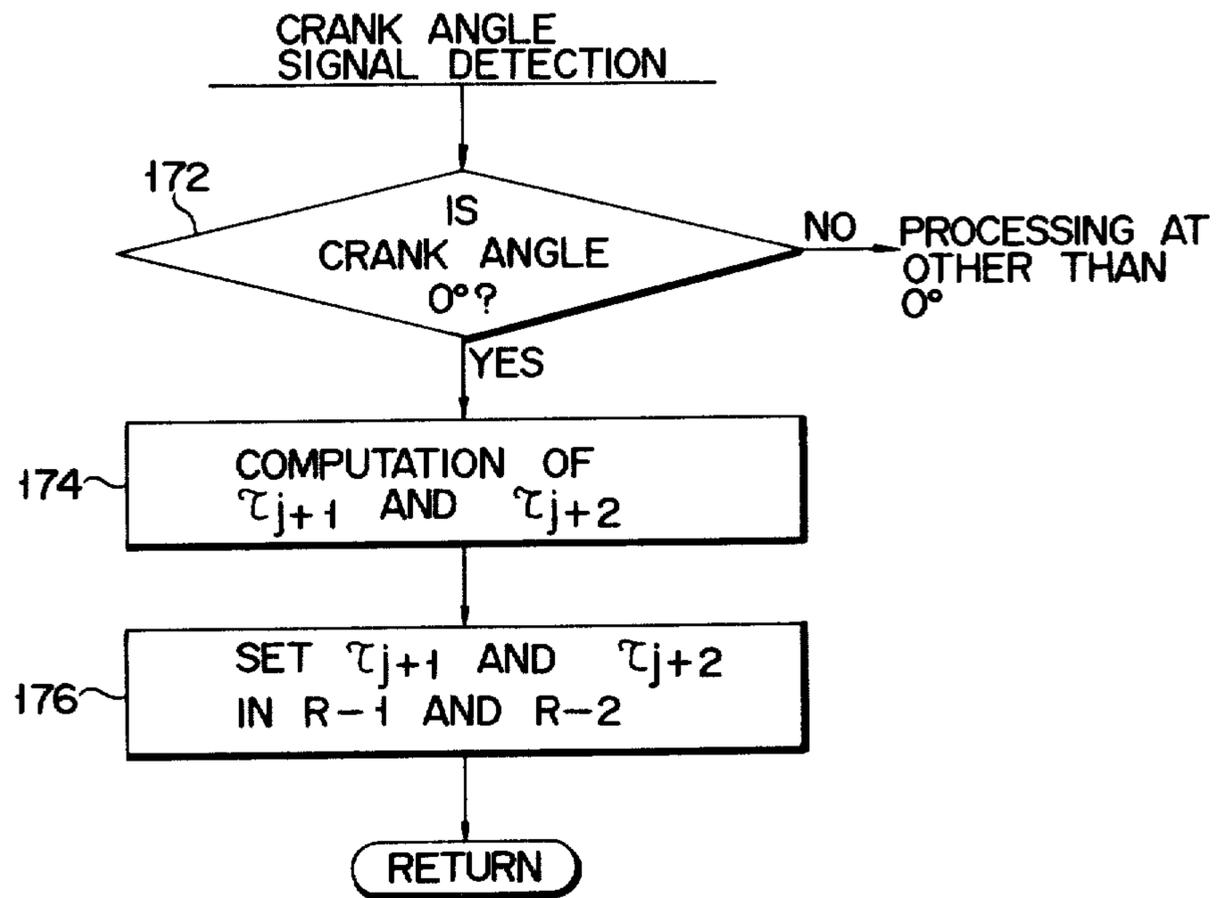 CRANK ANGLE
SIGNAL DETECTION
172
IS
CRANK ANGLE
0°?
NO
PROCESSING AT
OTHER THAN
0°
YES
174
COMPUTATION OF
τj+1 AND τj+2
176
SET τj+1 AND τj+2
IN R-1 AND R-2
RETURN